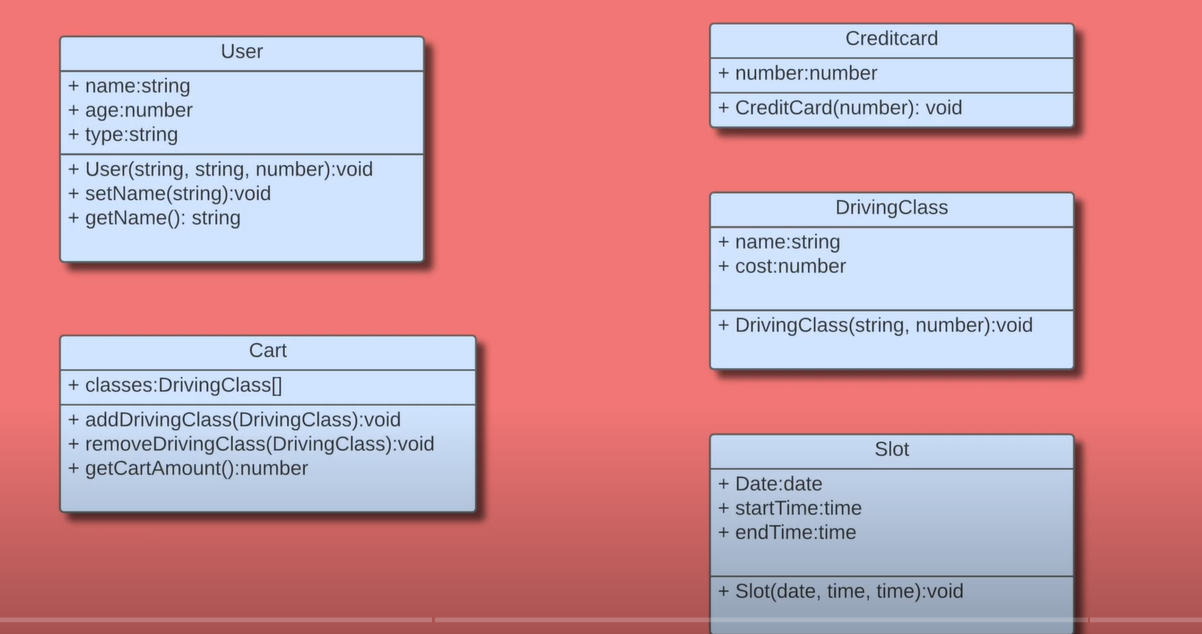 User
+ name:string
+ age:number
+ type:string
+ User(string, string, number):void
+ setName(string):void
+ getName(): string
Cart
+ classes:DrivingClass[]
+ addDrivingClass(DrivingClass):void
+ removeDrivingClass(DrivingClass):void
+ getCartAmount():number
Creditcard
+ number:number
+ CreditCard(number): void
DrivingClass
+ name:string
+ cost:number
+ DrivingClass(string, number):void
Slot
+ Date:date
+ startTime:time
+ endTime:time
+ Slot(date, time, time):void